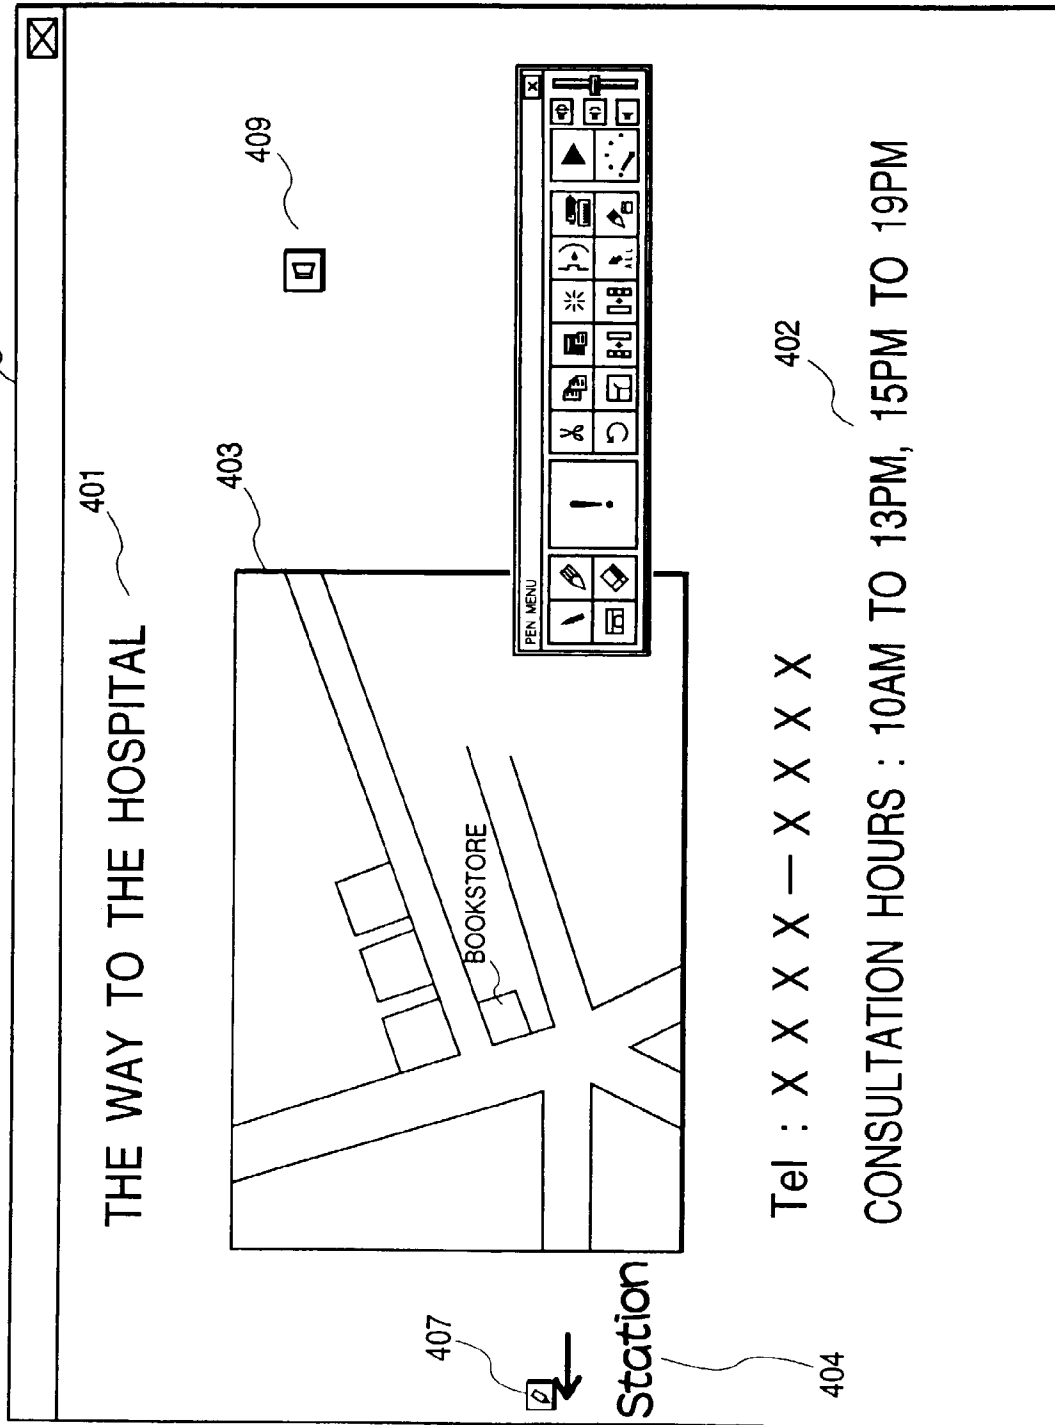 401
THE WAY TO THE HOSPITAL
403
409
BOOKSTORE
PEN MENU
ALL
407
Station
404
Tel : X X X X — X X X X
402
CONSULTATION HOURS : 10AM TO 13PM, 15PM TO 19PM